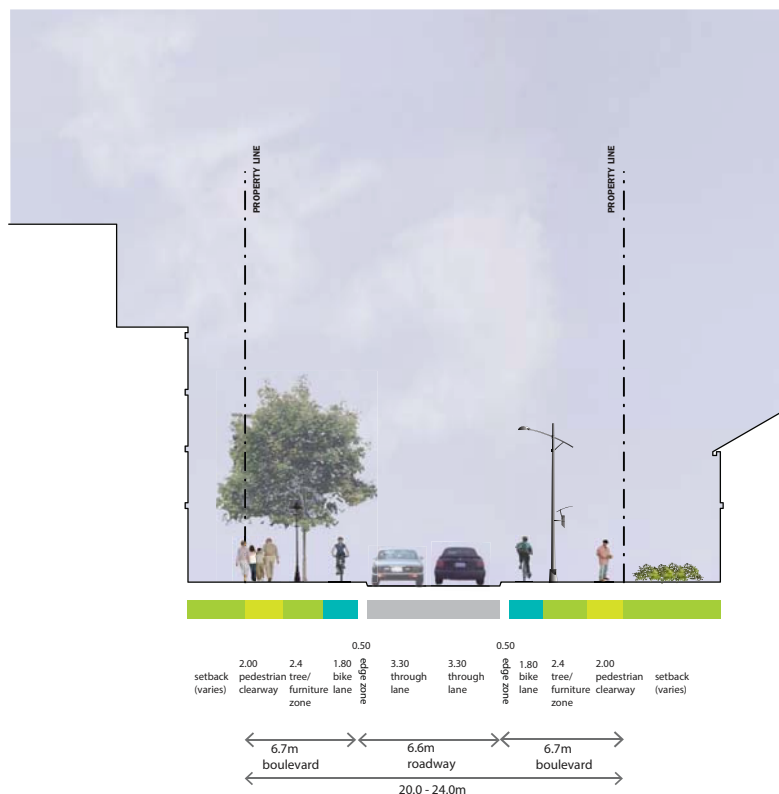 PROPERTY LINE
PROPERTY LINE
0.50
edge zone
0.50
edge zone
setback
(varies)
2.00
pedestrian
clearway
2.4
tree/
furniture
zone
1.80
bike
lane
3.30
through
lane
3.30
through
lane
1.80
bike
lane
2.4
tree/
furniture
zone
2.00
pedestrian
clearway
setback
(varies)
6.7m
boulevard
6.6m
roadway
6.7m
boulevard
20.0 - 24.0m